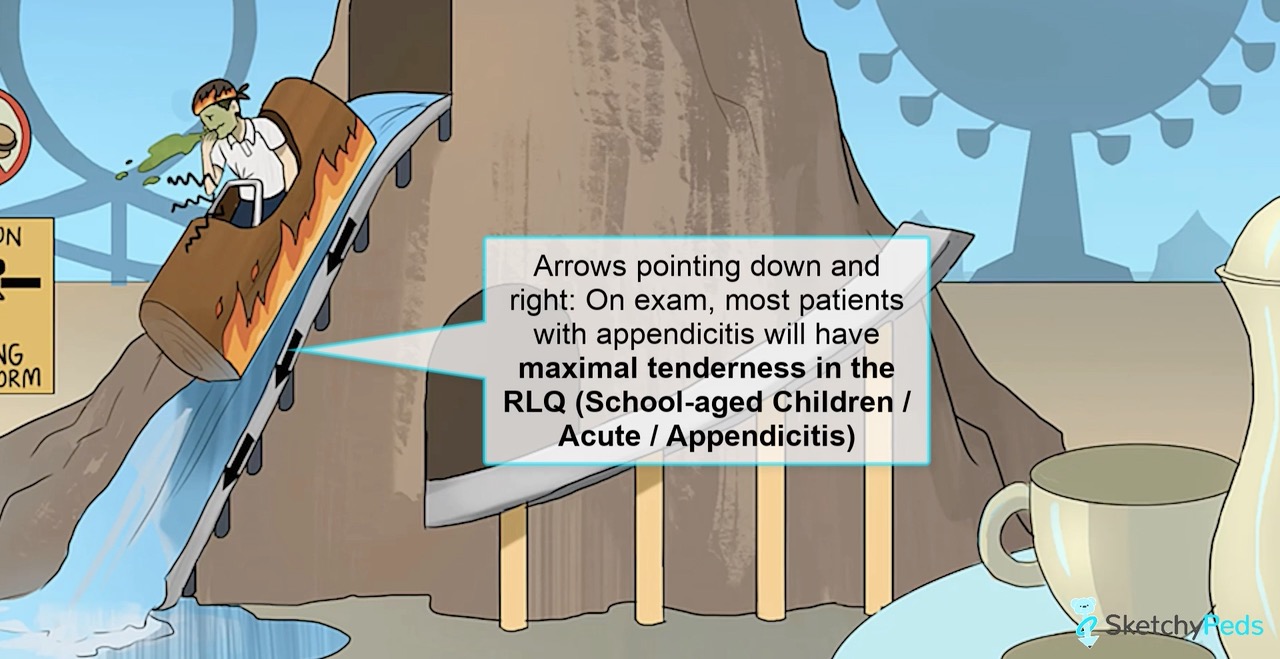 ON
NG
ORM
Arrows pointing down and
right: On exam, most patients
with appendicitis will have
maximal tenderness in the
RLQ (School-aged Children /
Acute / Appendicitis)
SketchyPeds